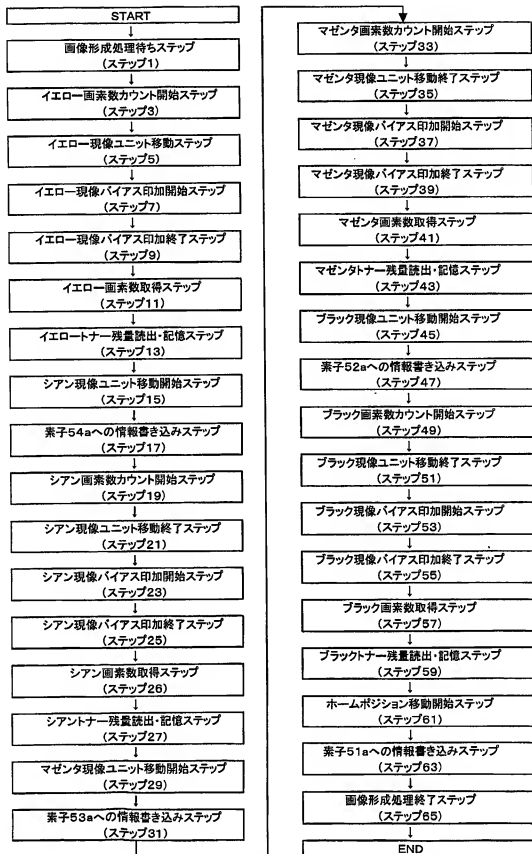 START
画像形成処理待ちステップ
(ステップ1)
イエロー画素数カウント開始ステップ
(ステップ3)
イエロー現像ユニット移動ステップ
(ステップ5)
イエロー現像バイアス印加開始ステップ
(ステップ7)
イエロー現像バイアス印加終了ステップ
(ステップ9)
イエロー画素数取得ステップ
(ステップ11)
イエロートナー残量読出・記憶ステップ
(ステップ13)
シアン現像ユニット移動開始ステップ
(ステップ15)
素子54aへの情報書き込みステップ
(ステップ17)
シアン画素数カウント開始ステップ
(ステップ19)
シアン現像ユニット移動終了ステップ
(ステップ21)
シアン現像バイアス印加開始ステップ
(ステップ23)
シアン現像バイアス印加終了ステップ
(ステップ25)
シアン画素数取得ステップ
(ステップ26)
シアントナー残量読出・記憶ステップ
(ステップ27)
マゼンタ現像ユニット移動開始ステップ
(ステップ29)
素子53aへの情報書き込みステップ
(ステップ31)
マゼンタ画素数カウント開始ステップ
(ステップ33)
マゼンタ現像ユニット移動終了ステップ
(ステップ35)
マゼンタ現像バイアス印加開始ステップ
(ステップ37)
マゼンタ現像バイアス印加終了ステップ
(ステップ39)
マゼンタ画素数取得ステップ
(ステップ41)
マゼンタトナー残量読出・記憶ステップ
(ステップ43)
ブラック現像ユニット移動開始ステップ
(ステップ45)
素子52aへの情報書き込みステップ
(ステップ47)
ブラック画素数カウント開始ステップ
(ステップ49)
ブラック現像ユニット移動終了ステップ
(ステップ51)
ブラック現像バイアス印加開始ステップ
(ステップ53)
ブラック現像バイアス印加終了ステップ
(ステップ55)
ブラック画素数取得ステップ
(ステップ57)
ブラックトナー残量読出・記憶ステップ
(ステップ59)
ホームポジション移動開始ステップ
(ステップ61)
素子51aへの情報書き込みステップ
(ステップ63)
画像形成処理終了ステップ
(ステップ65)
END